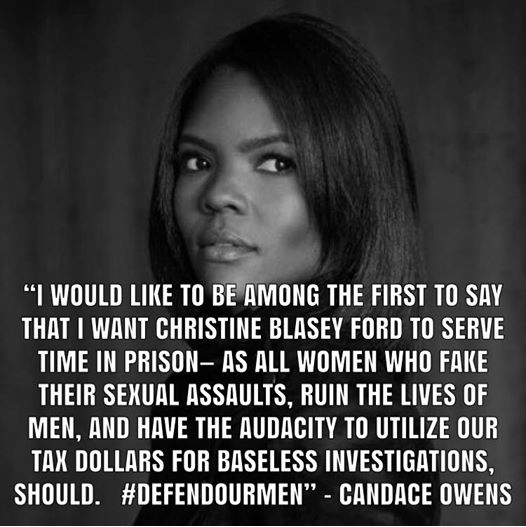 “I WOULD LIKE TO BE AMONG THE FIRST TO SAY
THAT I WANT CHRISTINE BLASEY FORD TO SERVE
TIME IN PRISON– AS ALL WOMEN WHO FAKE
THEIR SEXUAL ASSAULTS, RUIN THE LIVES OF
MEN, AND HAVE THE AUDACITY TO UTILIZE OUR
TAX DOLLARS FOR BASELESS INVESTIGATIONS,
SHOULD. #DEFENDOURMEN” - CANDACE OWENS